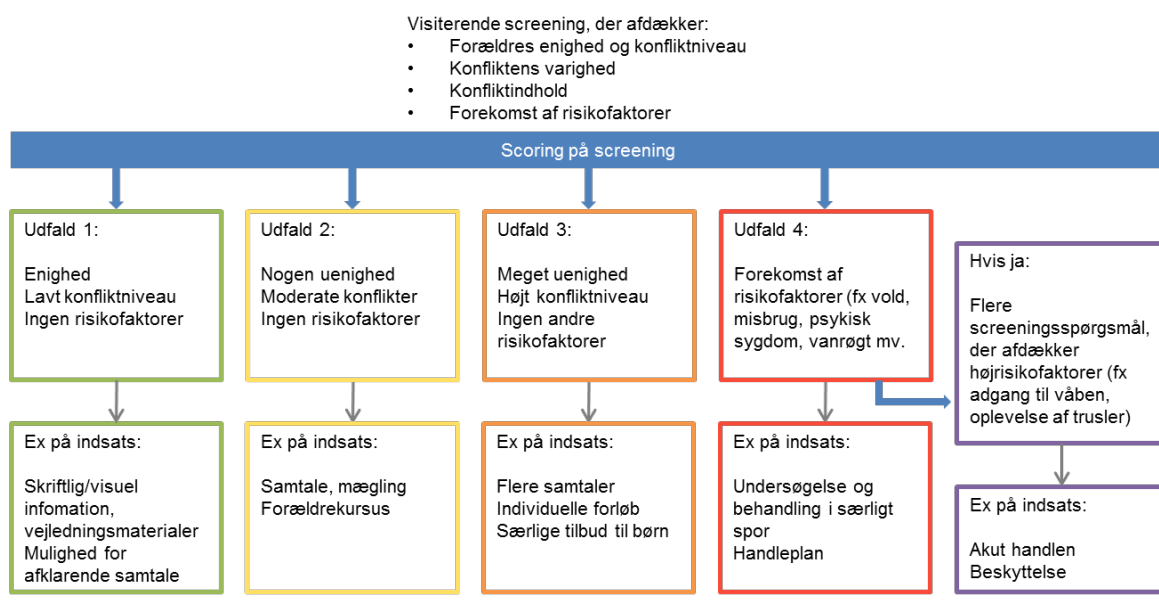 Visiterende screening, der afdækker:
• Forældres enighed og konfliktniveau
• Konfliktens varighed
• Konfliktindhold
• Forekomst af risikofaktorer
Scoring på screening
Udfald 1:
Enighed
Lavt konfliktniveau
Ingen risikofaktorer
Udfald 2:
Nogen uenighed
Moderate konflikter
Ingen risikofaktorer
Udfald 3:
Meget uenighed
Højt konfliktniveau
Ingen andre
risikofaktorer
Udfald 4:
Forekomst af
risikofaktorer (fx vold,
misbrug, psykisk
sygdom, vanrøgt mv.
Hvis ja:
Flere
screeningsspørgsmål,
der afdækker
højrisikofaktorer (fx
adgang til våben,
oplevelse af trusler)
Ex på indsats:
Skriftlig/visuel
infomation,
vejledningsmaterialer
Mulighed for
afklarende samtale
Ex på indsats:
Samtale, mægling
Forældrekursus
Ex på indsats:
Flere samtaler
Individuelle forløb
Særlige tilbud til børn
Ex på indsats:
Undersøgelse og
behandling i særligt
spor
Handleplan
Ex på indsats:
Akut handlen
Beskyttelse